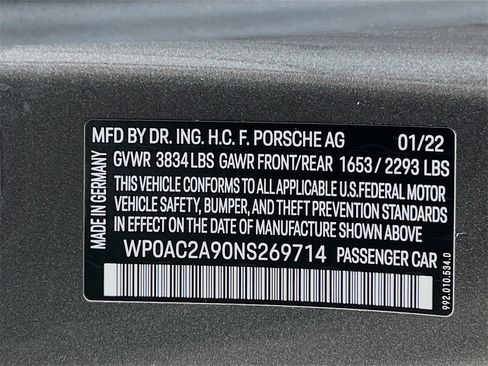 MFD BY DR. ING. H.C. F. PORSCHE AG 01/22
GVWR 3834 LBS GAWR FRONT/REAR 1653 / 2293 LBS
THIS VEHICLE CONFORMS TO ALL APPLICABLE U.S. FEDERAL MOTOR
VEHICLE SAFETY, BUMPER, AND THEFT PREVENTION STANDARDS
IN EFFECT ON THE DATE OF MANUFACTURE SHOWN ABOVE
WP0AC2A90NS269714 PASSENGER CAR
MADE IN GERMANY
992.010.534.D